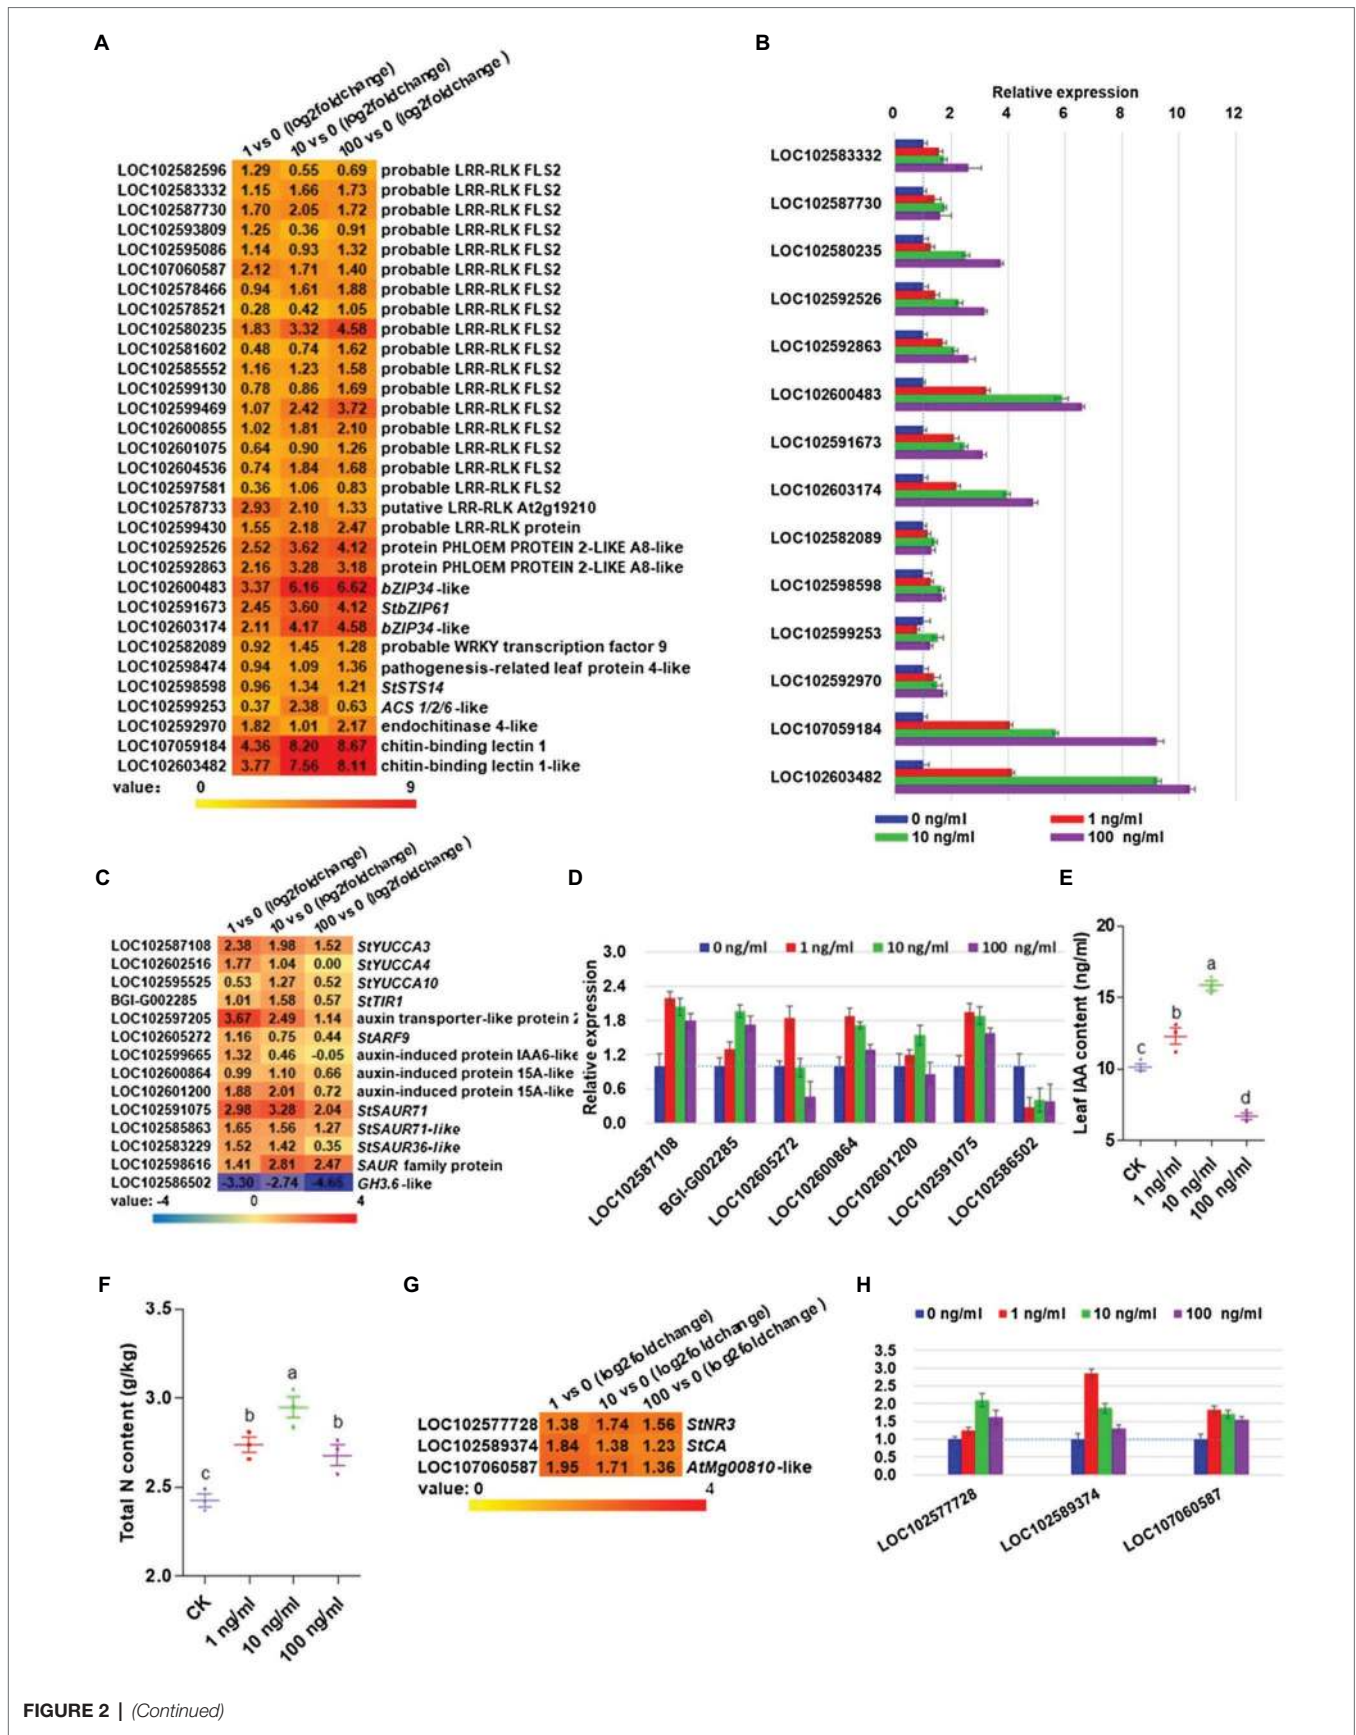 A
1 vs 0 (log2foldchange)
10 vs 0 (log2foldchange)
100 vs 0 (log2foldchange )
LOC102582596 1.29 0.55 0.69 probable LRR-RLK FLS2
LOC102583332 1.15 1.66 1.73 probable LRR-RLK FLS2
LOC102587730 1.70 2.05 1.72 probable LRR-RLK FLS2
LOC102593809 1.25 0.36 0.91 probable LRR-RLK FLS2
LOC102595086 1.14 0.93 1.32 probable LRR-RLK FLS2
LOC107060587 2.12 1.71 1.40 probable LRR-RLK FLS2
LOC102578466 0.94 1.61 1.88 probable LRR-RLK FLS2
LOC102578521 0.28 0.42 1.05 probable LRR-RLK FLS2
LOC102580235 1.83 3.32 4.58 probable LRR-RLK FLS2
LOC102581602 0.48 0.74 1.62 probable LRR-RLK FLS2
LOC102585552 1.16 1.23 1.58 probable LRR-RLK FLS2
LOC102599130 0.78 0.86 1.69 probable LRR-RLK FLS2
LOC102599469 1.07 2.42 3.72 probable LRR-RLK FLS2
LOC102600855 1.02 1.81 2.10 probable LRR-RLK FLS2
LOC102601075 0.64 0.90 1.26 probable LRR-RLK FLS2
LOC102604536 0.74 1.84 1.68 probable LRR-RLK FLS2
LOC102597581 0.36 1.06 0.83 probable LRR-RLK FLS2
LOC102578733 2.93 2.10 1.33 putative LRR-RLK At2g19210
LOC102599430 1.55 2.18 2.47 probable LRR-RLK protein
LOC102592526 2.52 3.62 4.12 protein PHLOEM PROTEIN 2-LIKE A8-like
LOC102592863 2.16 3.28 3.18 protein PHLOEM PROTEIN 2-LIKE A8-like
LOC102600483 3.37 6.16 6.62 bZIP34-like
LOC102591673 2.45 3.60 4.12 StbZIP61
LOC102603174 2.11 4.17 4.58 bZIP34-like
LOC102582089 0.92 1.45 1.28 probable WRKY transcription factor 9
LOC102598474 0.94 1.09 1.36 pathogenesis-related leaf protein 4-like
LOC102598598 0.96 1.34 1.21 StSTS14
LOC102599253 0.37 2.38 0.63 ACS 1/2/6-like
LOC102592970 1.82 1.01 2.17 endochitinase 4-like
LOC107059184 4.36 8.20 8.67 chitin-binding lectin 1
LOC102603482 3.77 7.56 8.11 chitin-binding lectin 1-like
value: 0 9
B
Relative expression
0 2 4 6 8 10 12
LOC102583332
LOC102587730
LOC102580235
LOC102592526
LOC102592863
LOC102600483
LOC102591673
LOC102603174
LOC102582089
LOC102598598
LOC102599253
LOC102592970
LOC107059184
LOC102603482
0 ng/ml 1 ng/ml
10 ng/ml 100 ng/ml
C
1 vs 0 (log2foldchange)
10 vs 0 (log2foldchange)
100 vs 0 (log2foldchange )
LOC102587108 2.38 1.98 1.52 StYUCCA3
LOC102602516 1.77 1.04 0.00 StYUCCA4
LOC102595525 0.53 1.27 0.52 StYUCCA10
BGI-G002285 1.01 1.58 0.57 StTIR1
LOC102597205 3.67 2.49 1.14 auxin transporter-like protein 2
LOC102605272 1.16 0.75 0.44 StARF9
LOC102599665 1.32 0.46 -0.05 auxin-induced protein IAA6-like
LOC102600864 0.99 1.10 0.66 auxin-induced protein 15A-like
LOC102601200 1.88 2.01 0.72 auxin-induced protein 15A-like
LOC102591075 2.98 3.28 2.04 StSAUR71
LOC102585863 1.65 1.56 1.27 StSAUR71-like
LOC102583229 1.52 1.42 0.35 StSAUR36-like
LOC102598616 1.41 2.81 2.47 SAUR family protein
LOC102586502 -3.30 -2.74 -4.65 GH3.6-like
value: -4 0 4
D
0 ng/ml 1 ng/ml 10 ng/ml 100 ng/ml
Relative expression
3.0
2.4
1.8
1.2
0.6
0.0
LOC102587108
BGI-G002285
LOC102605272
LOC102600864
LOC102601200
LOC102591075
LOC102586502
E
Leaf IAA content (ng/ml)
20
15
10
5
c b a d
CK
1 ng/ml
10 ng/ml
100 ng/ml
F
Total N content (g/kg)
3.5
3.0
2.5
2.0
c b a b
CK
1 ng/ml
10 ng/ml
100 ng/ml
G
1 vs 0 (log2foldchange)
10 vs 0 (log2foldchange)
100 vs 0 (log2foldchange )
LOC102577728 1.38 1.74 1.56 StNR3
LOC102589374 1.84 1.38 1.23 StCA
LOC107060587 1.95 1.71 1.36 AtMg00810-like
value: 0 4
H
0 ng/ml 1 ng/ml 10 ng/ml 100 ng/ml
3.5
3.0
2.5
2.0
1.5
1.0
0.5
0.0
LOC102577728
LOC102589374
LOC107060587
FIGURE 2 | (Continued)